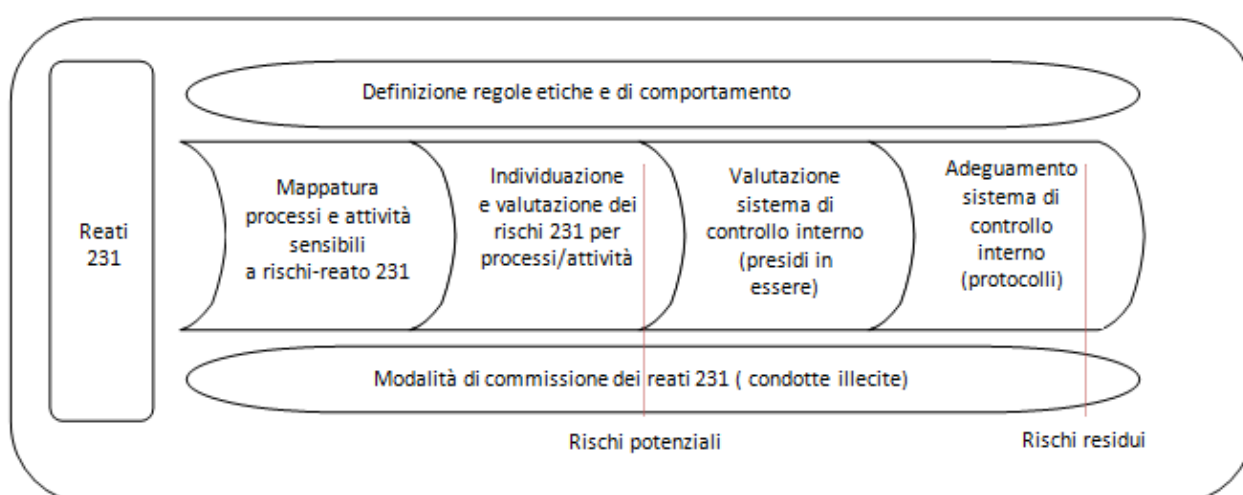 Definizione regole etiche e di comportamento
Reati
231
Mappatura
processi e attività
sensibili
a rischi-reato 231
Individuazione
e valutazione dei
rischi 231 per
processi/attività
Valutazione
sistema di
controllo interno
(presidi in
essere)
Adeguamento
sistema di
controllo
interno
(protocolli)
Modalità di commissione dei reati 231 ( condotte illecite)
Rischi potenziali
Rischi residui